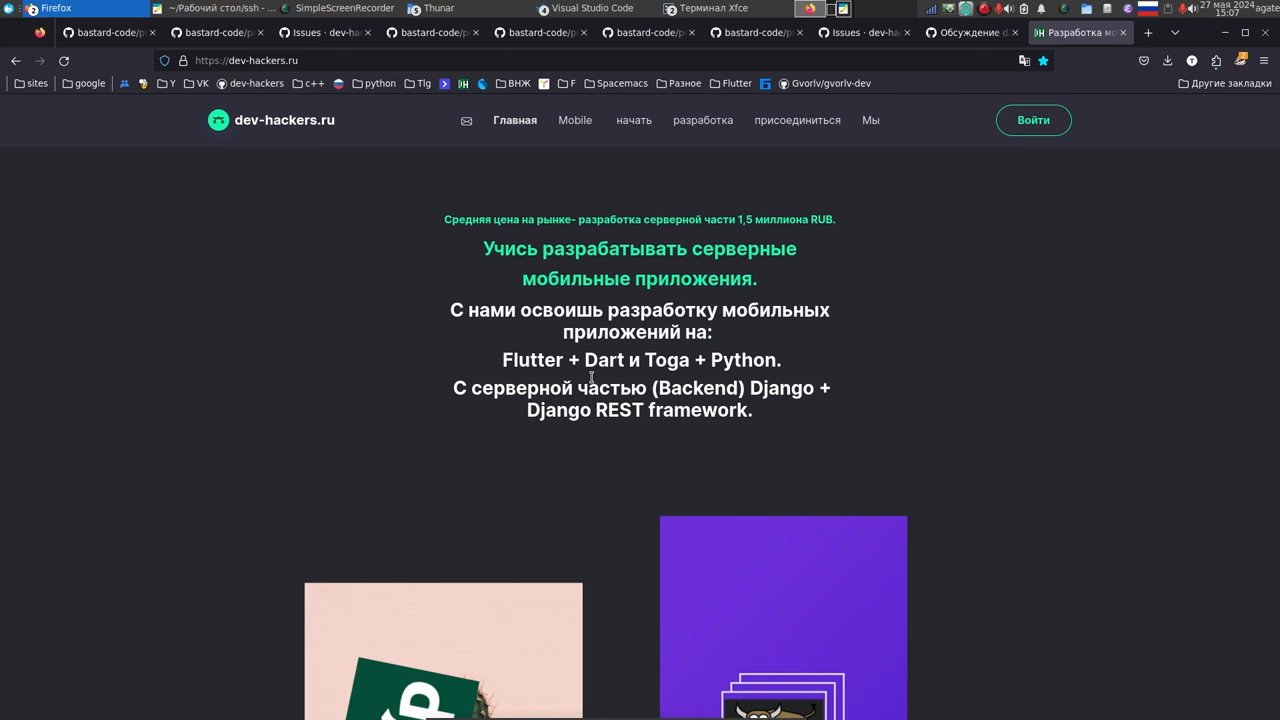 2 Firefox
~/Рабочий стол/ssh - ...
SimpleScreenRecorder
5 Thunar
4 Visual Studio Code
2 Терминал Xfce
27 мая 2024
15:07
agate
bastard-code/p
bastard-code/p
Issues · dev-ha
bastard-code/p
bastard-code/p
bastard-code/p
bastard-code/p
Issues · dev-ha
Обсуждение d
Разработка мо
https://dev-hackers.ru
sites
google
Y
VK
dev-hackers
c++
ВНЖ
python
Tlg
F
Spacemacs
Разное
Flutter
Gvorlv/gvorlv-dev
Другие закладки
dev-hackers.ru
Главная
Mobile
начать
разработка
присоединиться
Мы
Войти
Средняя цена на рынке- разработка серверной части 1,5 миллиона RUB.
Учись разрабатывать серверные
мобильные приложения.
С нами освоишь разработку мобильных
приложений на:
Flutter + Dart и Toga + Python.
С серверной частью (Backend) Django +
Django REST framework.